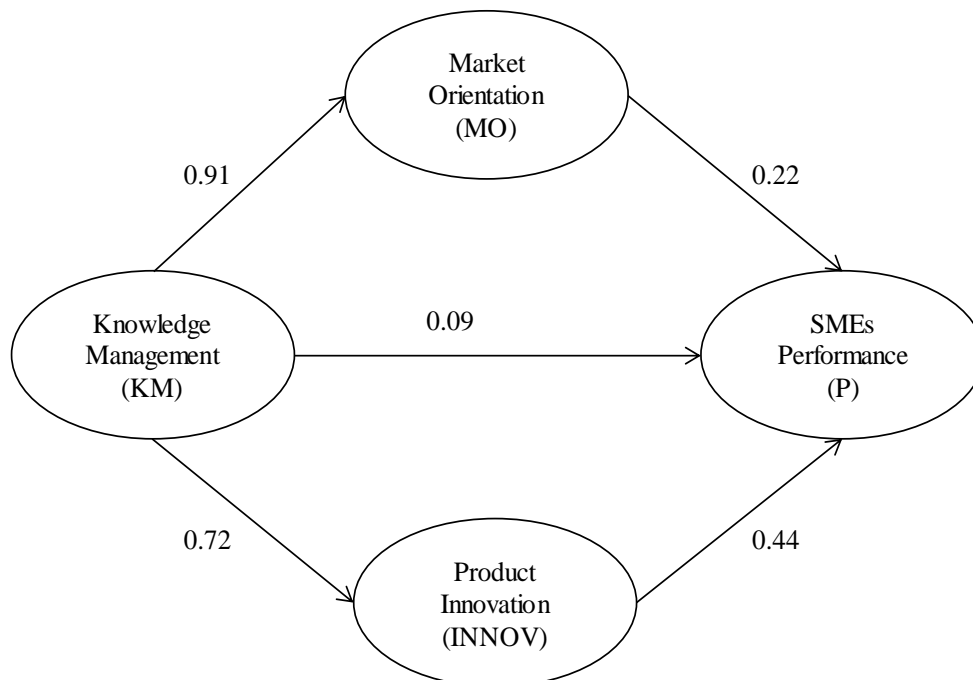 Market
Orientation
(MO)
0.91
0.22
Knowledge
Management
(KM)
0.09
SMEs
Performance
(P)
0.72
0.44
Product
Innovation
(INNOV)